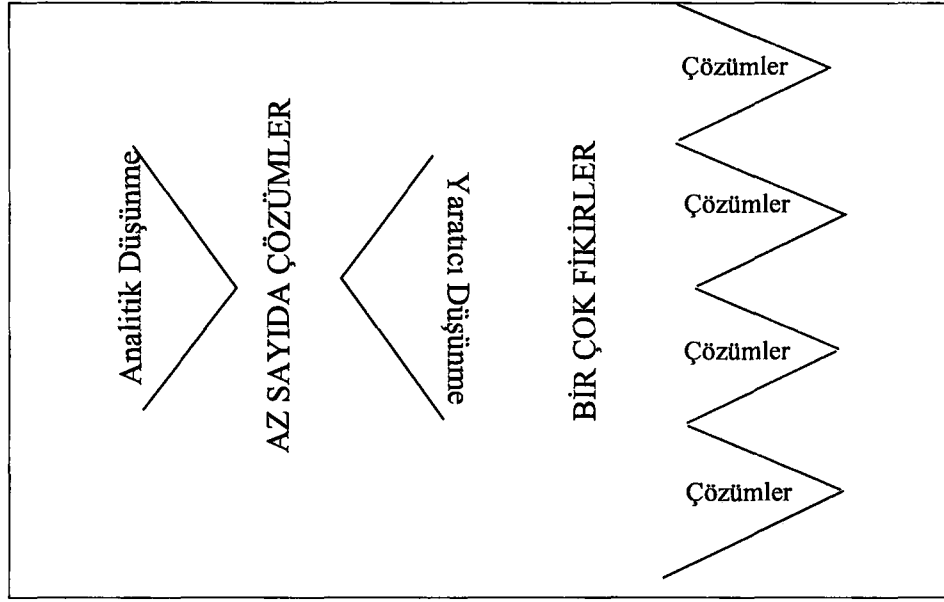 Analitik Düşünme
AZ SAYIDA ÇÖZÜMLER
Yaratıcı Düşünme
BİR ÇOK FİKİRLER
Çözümler
Çözümler
Çözümler
Çözümler